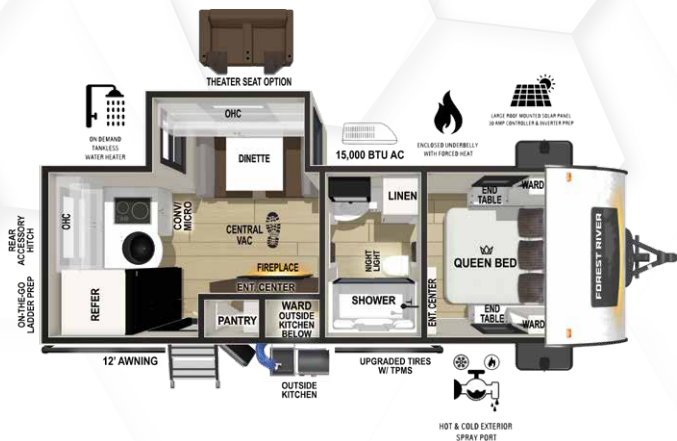 THEATER SEAT OPTION
ON DEMAND
TANKLESS
WATER HEATER
OHC
DINETTE
15,000 BTU AC
ENCLOSED UNDERBELLY
WITH FORCED HEAT
LARGE ROOF MOUNTED SOLAR PANEL
30 AMP CONTROLLER & INVERTER PREP
REAR
ACCESSORY
HITCH
ON-THE-GO
LADDER PREP
OHC
CONV/
MICRO
CENTRAL
VAC
FIREPLACE
ENT. CENTER
REFER
PANTRY
WARD
OUTSIDE
KITCHEN
BELOW
LINEN
NIGHT
LIGHT
SHOWER
ENT. CENTER
END
TABLE
WARD
QUEEN BED
END
TABLE
WARD
FOREST RIVER
12' AWNING
OUTSIDE
KITCHEN
UPGRADED TIRES
W/ TPMS
HOT & COLD EXTERIOR
SPRAY PORT